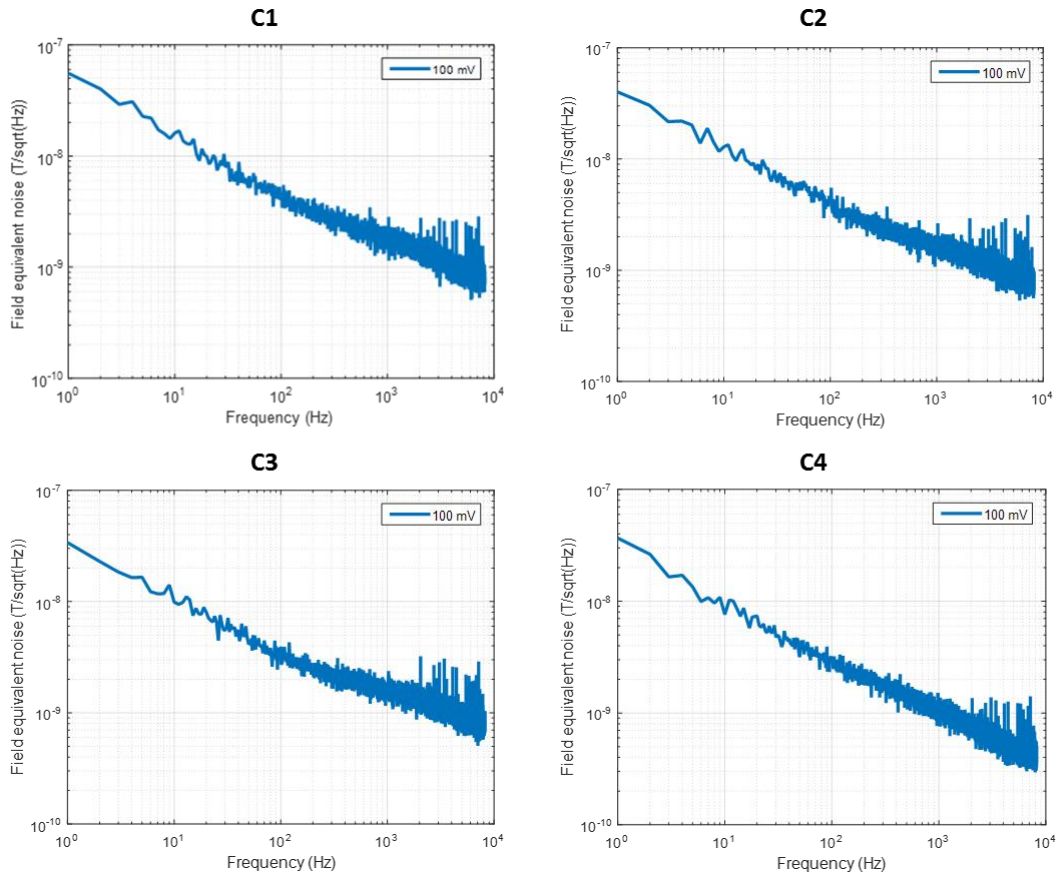 C1
Field equivalent noise (T/sqrt(Hz))
10^-7
10^-8
10^-9
10^-10
100 mV
10^0 10^1 10^2 10^3 10^4
Frequency (Hz)
C2
Field equivalent noise (T/sqrt(Hz))
10^-7
10^-8
10^-9
10^-10
100 mV
10^0 10^1 10^2 10^3 10^4
Frequency (Hz)
C3
Field equivalent noise (T/sqrt(Hz))
10^-7
10^-8
10^-9
10^-10
100 mV
10^0 10^1 10^2 10^3 10^4
Frequency (Hz)
C4
Field equivalent noise (T/sqrt(Hz))
10^-7
10^-8
10^-9
10^-10
100 mV
10^0 10^1 10^2 10^3 10^4
Frequency (Hz)